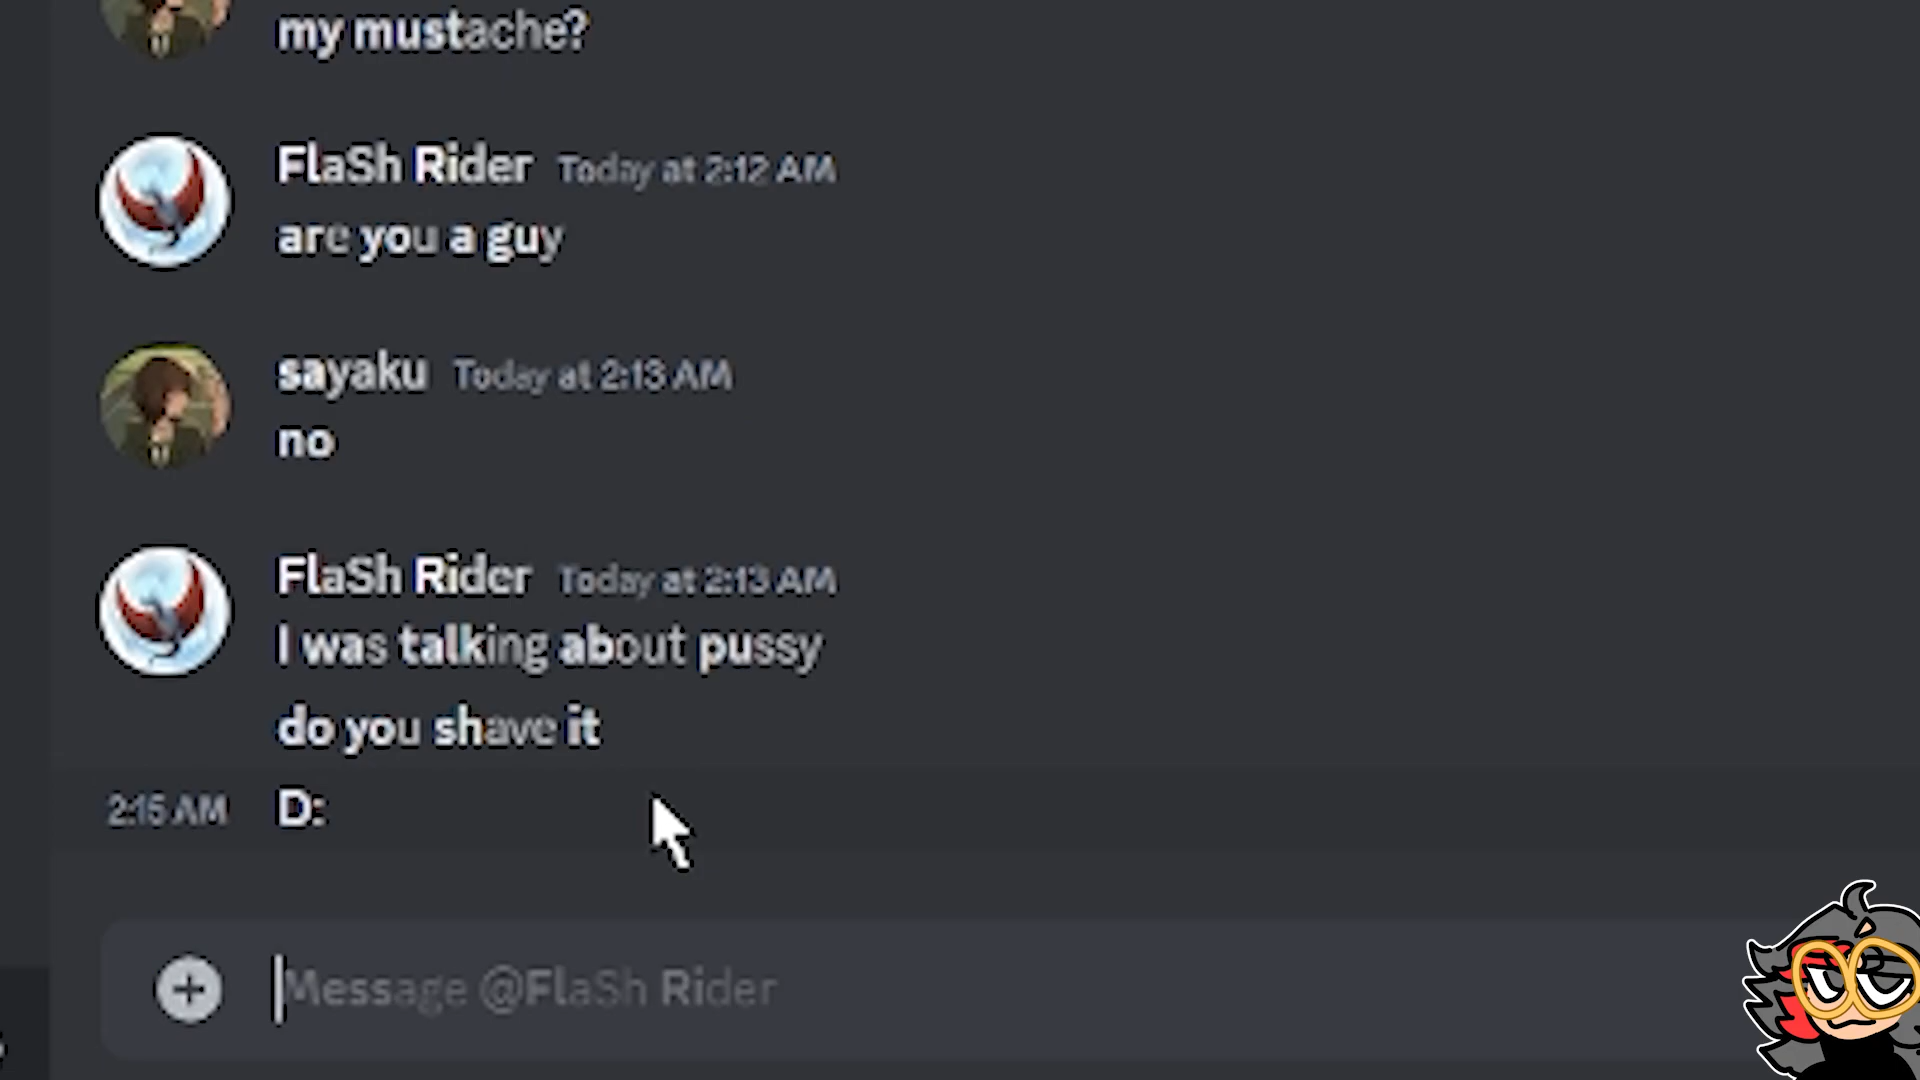 my mustache?
FlaSh Rider Today at 2:12 AM
are you a guy
sayaku Today at 2:13 AM
no
FlaSh Rider Today at 2:13 AM
I was talking about pussy
do you shave it
2:15 AM D:
Message @FlaSh Rider